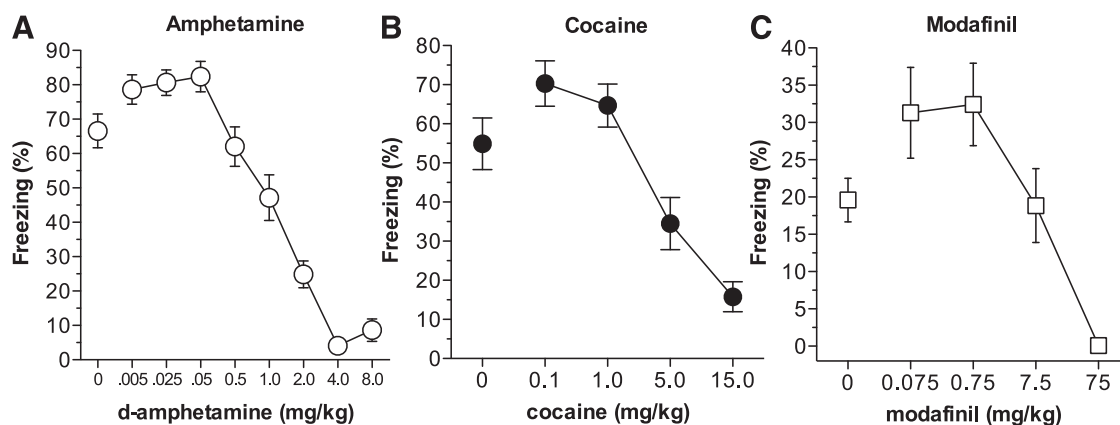 A Amphetamine
Freezing (%)
90
80
70
60
50
40
30
20
10
0
0 .005 .025 .05 0.5 1.0 2.0 4.0 8.0
d-amphetamine (mg/kg)
B Cocaine
Freezing (%)
80
70
60
50
40
30
20
10
0
0 0.1 1.0 5.0 15.0
cocaine (mg/kg)
C Modafinil
Freezing (%)
40
35
30
25
20
15
10
5
0
0 0.075 0.75 7.5 75
modafinil (mg/kg)